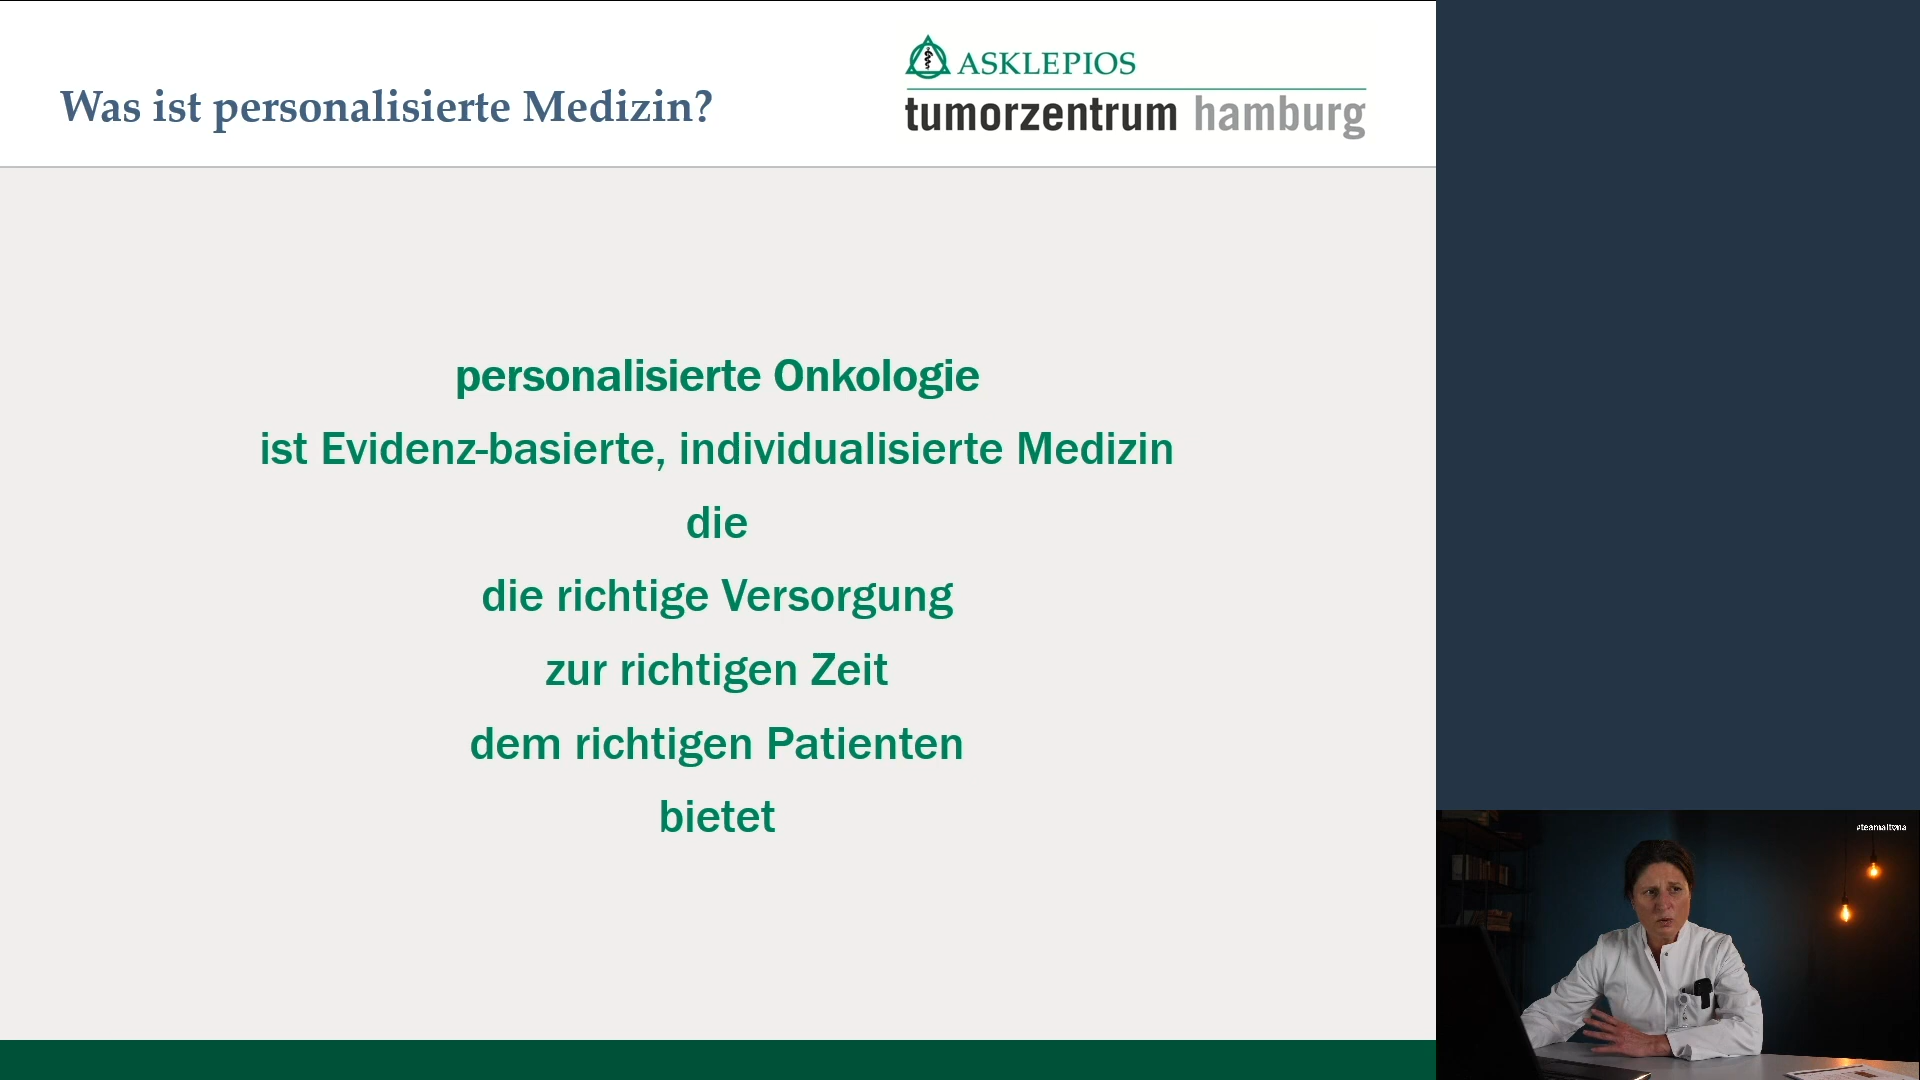 Was ist personalisierte Medizin?
ASKLEPIOS
tumorzentrum hamburg
personalisierte Onkologie
ist Evidenz-basierte, individualisierte Medizin
die
die richtige Versorgung
zur richtigen Zeit
dem richtigen Patienten
bietet
#teamaltona